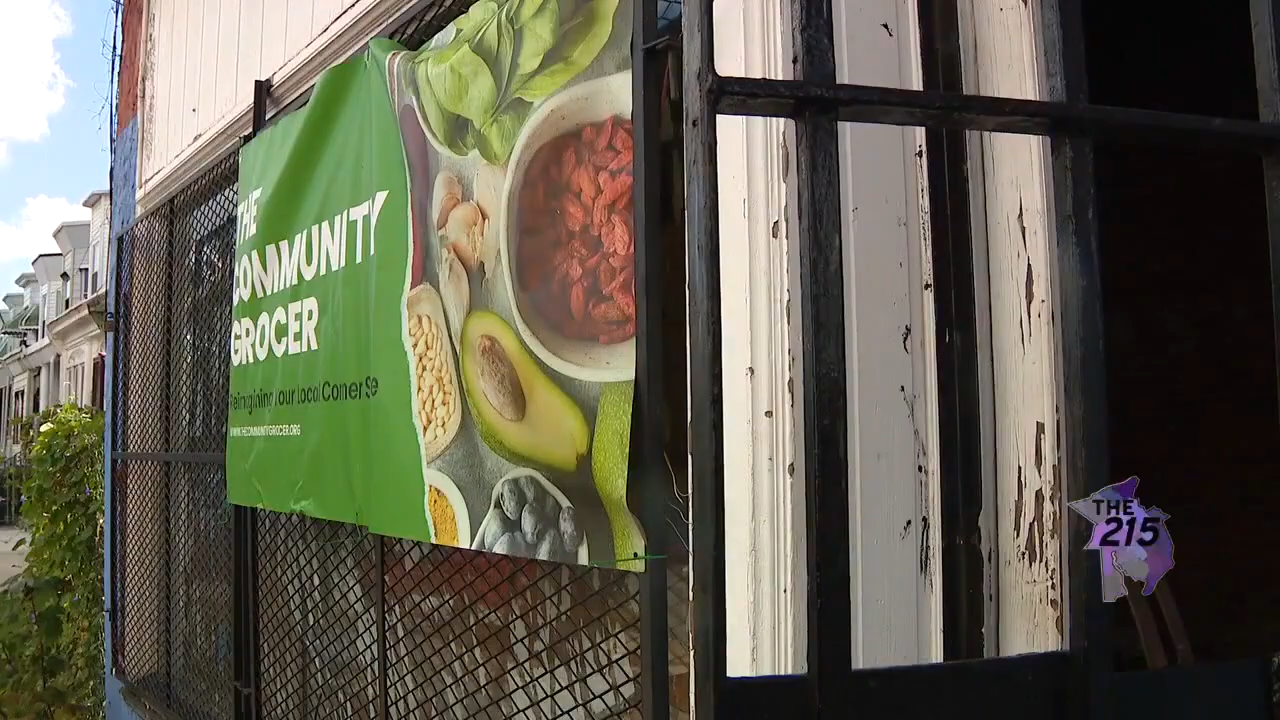 THE
COMMUNITY
GROCER
Reimagining Your Local Corner Se
WWW.THECOMMUNITYGROCER.ORG
THE
215